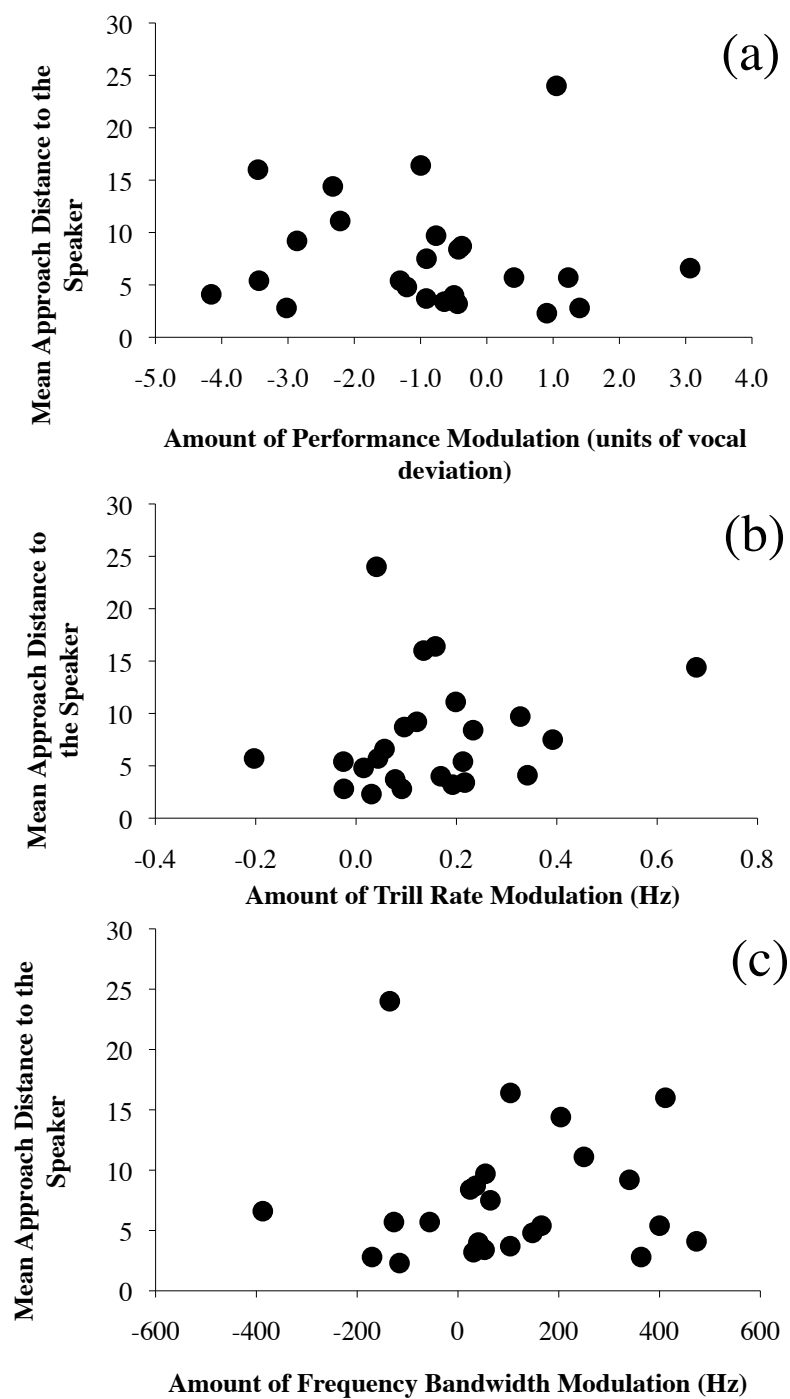 (a)
30
25
20
15
10
5
0
Mean Approach Distance to the
Speaker
-5.0 -4.0 -3.0 -2.0 -1.0 0.0 1.0 2.0 3.0 4.0
Amount of Performance Modulation (units of vocal
deviation)
(b)
30
25
20
15
10
5
0
Mean Approach Distance to
the Speaker
-0.4 -0.2 0.0 0.2 0.4 0.6 0.8
Amount of Trill Rate Modulation (Hz)
(c)
30
25
20
15
10
5
0
Mean Approach Distance to the
Speaker
-600 -400 -200 0 200 400 600
Amount of Frequency Bandwidth Modulation (Hz)